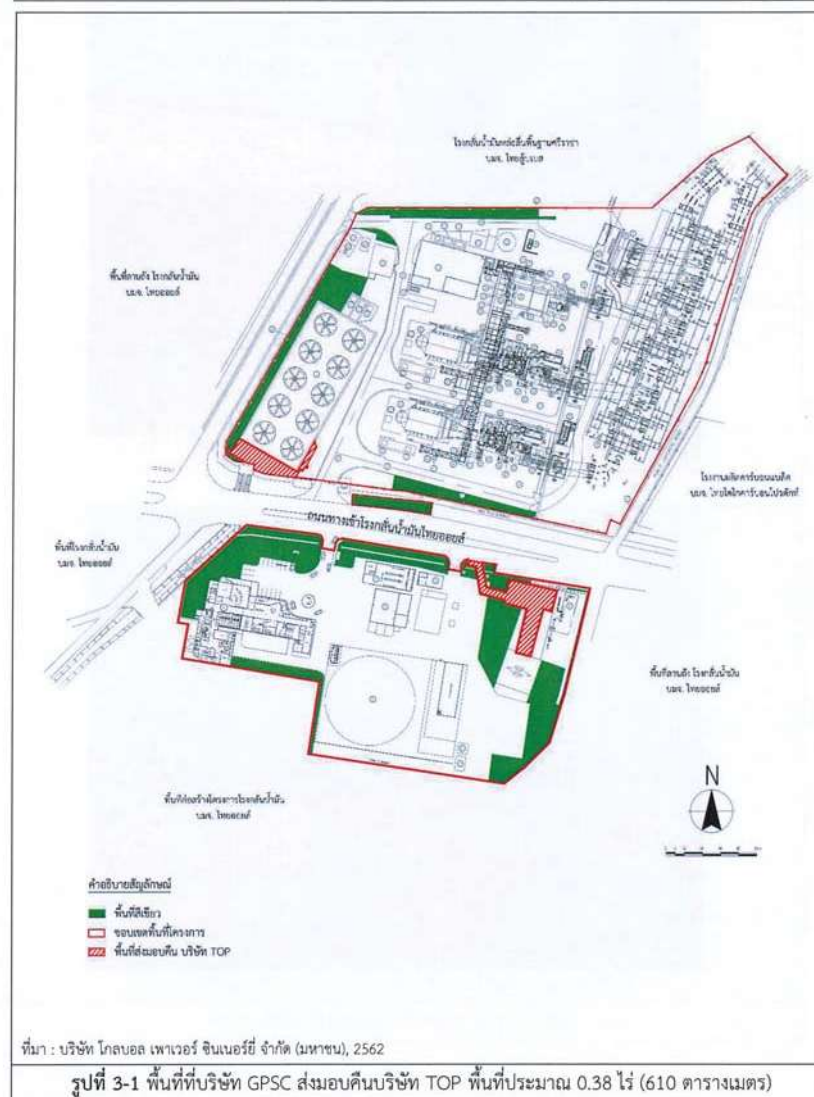 โรงกลั่นน้ำมันหล่อลื่นพื้นฐานศรีราชา
บมจ. ไทยลู้บเบส
พื้นที่ลานถัง โรงกลั่นน้ำมัน
บมจ. ไทยออยล์
โรงงานผลิตคาร์บอนแบล็ค
บมจ. ไทยโตไกคาร์บอนโปรดักท์
ถนนทางเข้าโรงกลั่นน้ำมันไทยออยล์
พื้นที่โรงกลั่นน้ำมัน
บมจ. ไทยออยล์
พื้นที่ลานถัง โรงกลั่นน้ำมัน
บมจ. ไทยออยล์
พื้นที่ก่อสร้างโครงการโรงกลั่นน้ำมัน
บมจ. ไทยออยล์
N
คำอธิบายสัญลักษณ์
พื้นที่สีเขียว
ขอบเขตพื้นที่โครงการ
พื้นที่ส่งมอบคืน บริษัท TOP
ที่มา : บริษัท โกลบอล เพาเวอร์ ซินเนอร์ยี่ จำกัด (มหาชน), 2562
รูปที่ 3-1 พื้นที่ที่บริษัท GPSC ส่งมอบคืนบริษัท TOP พื้นที่ประมาณ 0.38 ไร่ (610 ตารางเมตร)